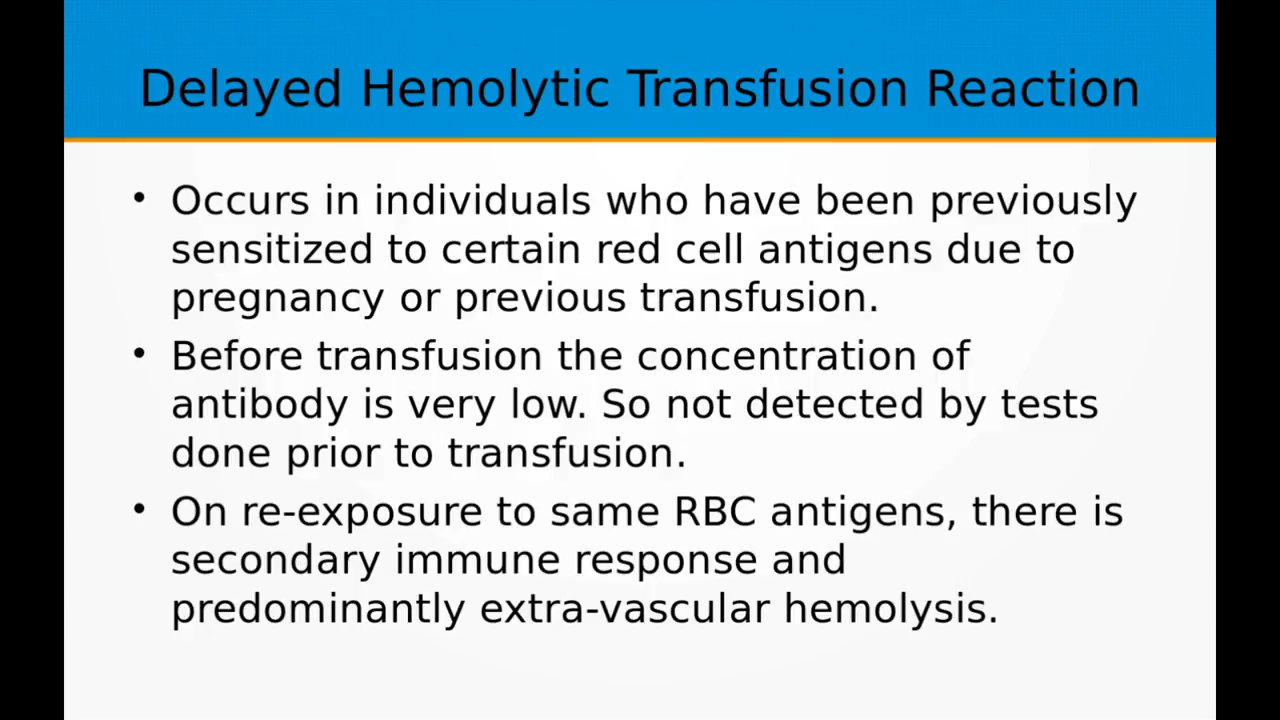 Delayed Hemolytic Transfusion Reaction
• Occurs in individuals who have been previously
sensitized to certain red cell antigens due to
pregnancy or previous transfusion.
• Before transfusion the concentration of
antibody is very low. So not detected by tests
done prior to transfusion.
• On re-exposure to same RBC antigens, there is
secondary immune response and
predominantly extra-vascular hemolysis.